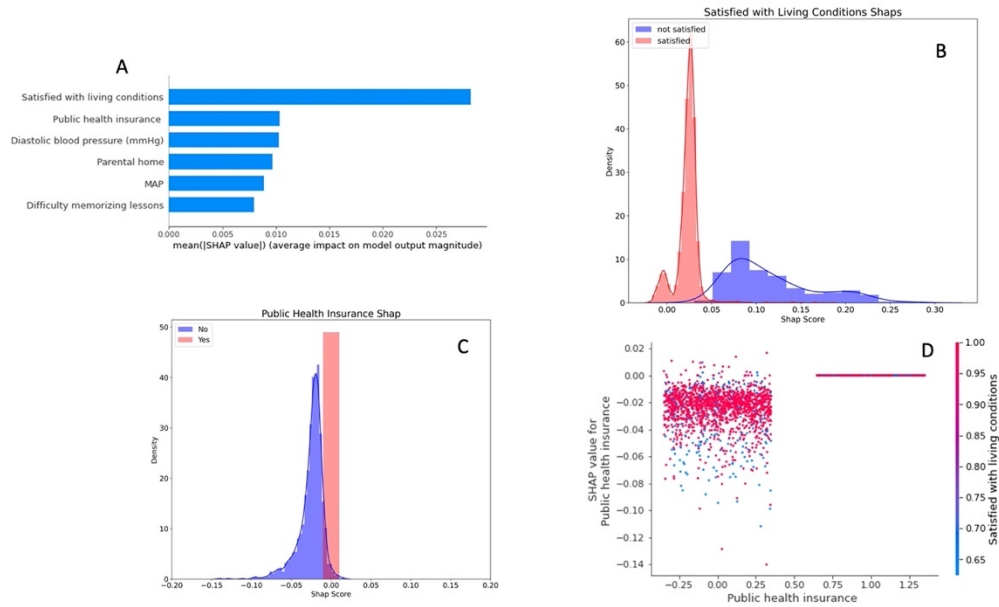 A
Satisfied with living conditions
Public health insurance
Diastolic blood pressure (mmHg)
Parental home
MAP
Difficulty memorizing lessons
0.000 0.005 0.010 0.015 0.020 0.025
mean(|SHAP value|) (average impact on model output magnitude)
Satisfied with Living Conditions Shaps
not satisfied
satisfied
B
60
50
40
30
20
10
0
Density
0.00 0.05 0.10 0.15 0.20 0.25 0.30
Shap Score
Public Health Insurance Shap
No
Yes
C
50
40
30
20
10
0
Density
-0.20 -0.15 -0.10 -0.05 0.00 0.05 0.10 0.15 0.20
Shap Score
D
0.02
0.00
−0.02
−0.04
−0.06
−0.08
−0.10
−0.12
−0.14
SHAP value for
Public health insurance
−0.25 0.00 0.25 0.50 0.75 1.00 1.25
Public health insurance
1.00
0.95
0.90
0.85
0.80
0.75
0.70
0.65
Satisfied with living conditions